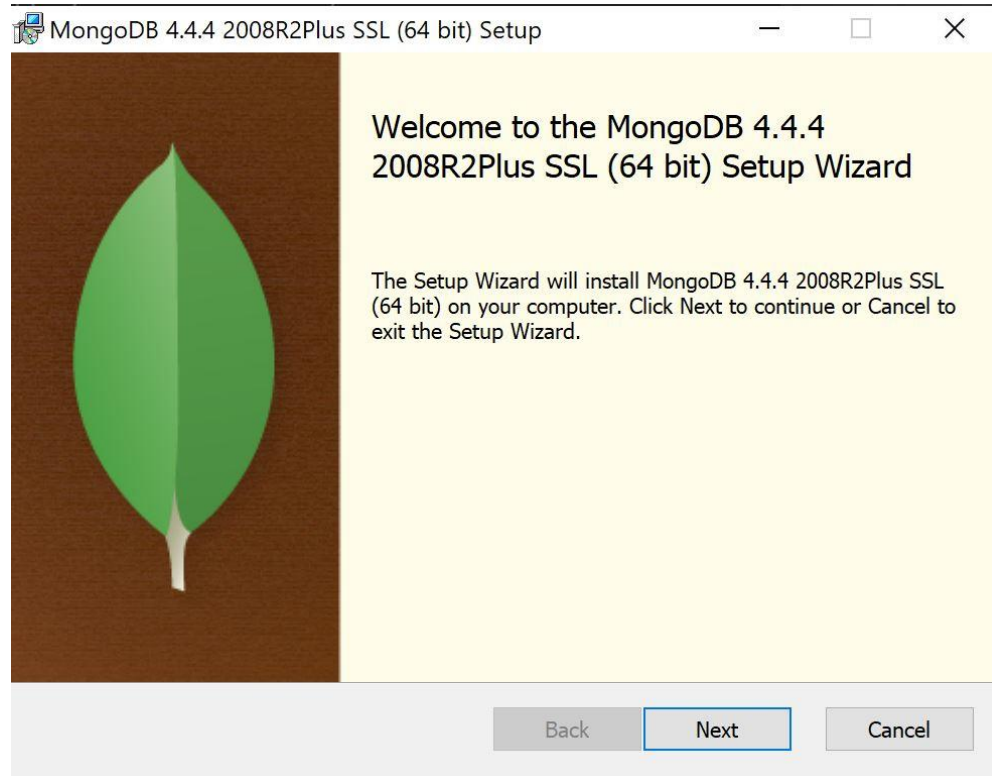 MongoDB 4.4.4 2008R2Plus SSL (64 bit) Setup
Welcome to the MongoDB 4.4.4
2008R2Plus SSL (64 bit) Setup Wizard
The Setup Wizard will install MongoDB 4.4.4 2008R2Plus SSL
(64 bit) on your computer. Click Next to continue or Cancel to
exit the Setup Wizard.
Back Next Cancel